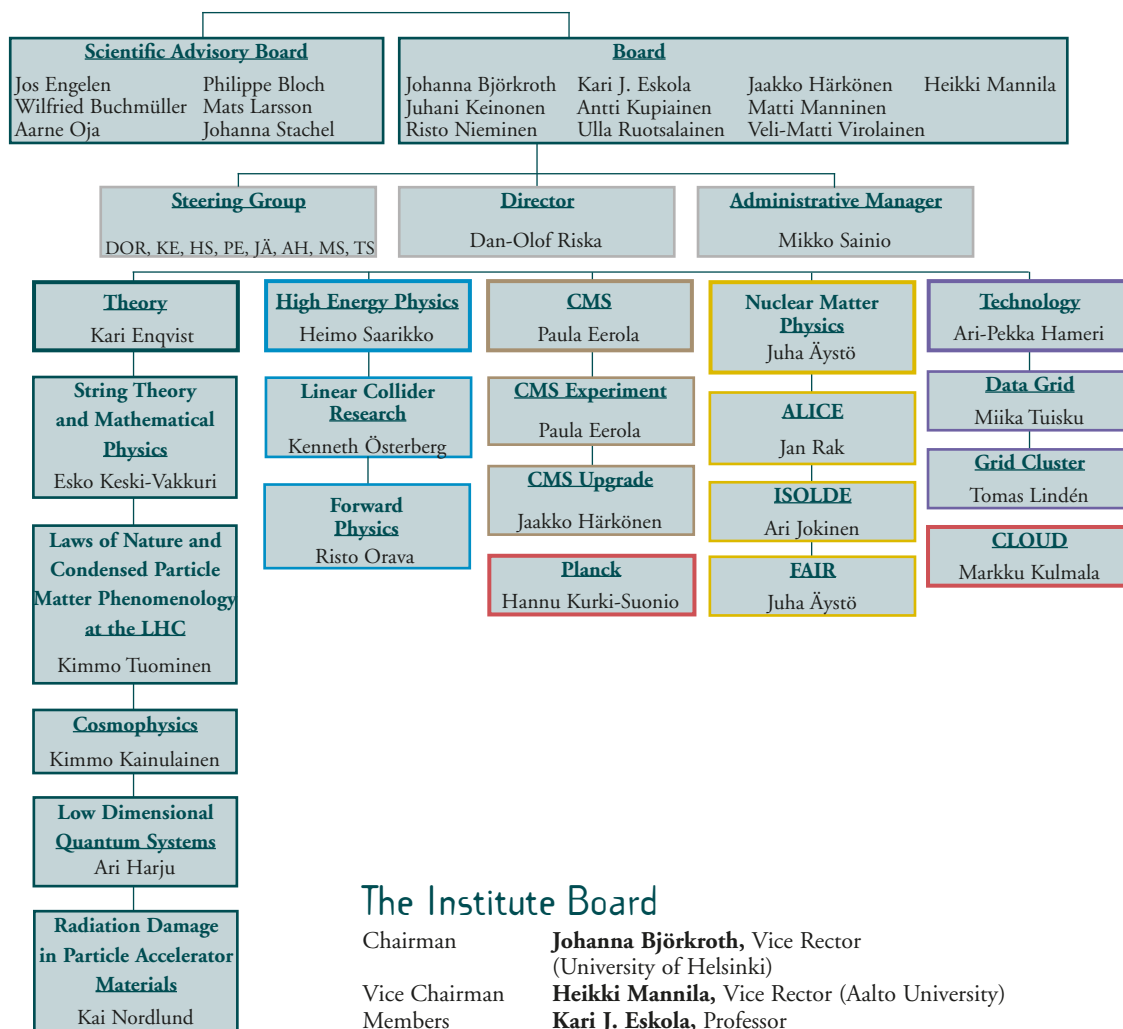 Scientific Advisory Board
Jos Engelen Philippe Bloch
Wilfried Buchmüller Mats Larsson
Aarne Oja Johanna Stachel
Board
Johanna Björkroth Kari J. Eskola Jaakko Härkönen Heikki Mannila
Juhani Keinonen Antti Kupiainen Matti Manninen
Risto Nieminen Ulla Ruotsalainen Veli-Matti Virolainen
Steering Group
DOR, KE, HS, PE, JÄ, AH, MS, TS
Director
Dan-Olof Riska
Administrative Manager
Mikko Sainio
Theory
Kari Enqvist
String Theory
and Mathematical
Physics
Esko Keski-Vakkuri
Laws of Nature and
Condensed Particle
Matter Phenomenology
at the LHC
Kimmo Tuominen
Cosmophysics
Kimmo Kainulainen
Low Dimensional
Quantum Systems
Ari Harju
Radiation Damage
in Particle Accelerator
Materials
Kai Nordlund
High Energy Physics
Heimo Saarikko
Linear Collider
Research
Kenneth Österberg
Forward
Physics
Risto Orava
CMS
Paula Eerola
CMS Experiment
Paula Eerola
CMS Upgrade
Jaakko Härkönen
Planck
Hannu Kurki-Suonio
Nuclear Matter
Physics
Juha Äystö
ALICE
Jan Rak
ISOLDE
Ari Jokinen
FAIR
Juha Äystö
Technology
Ari-Pekka Hameri
Data Grid
Miika Tuisku
Grid Cluster
Tomas Lindén
CLOUD
Markku Kulmala
The Institute Board
Chairman Johanna Björkroth, Vice Rector
(University of Helsinki)
Vice Chairman Heikki Mannila, Vice Rector (Aalto University)
Members Kari J. Eskola, Professor